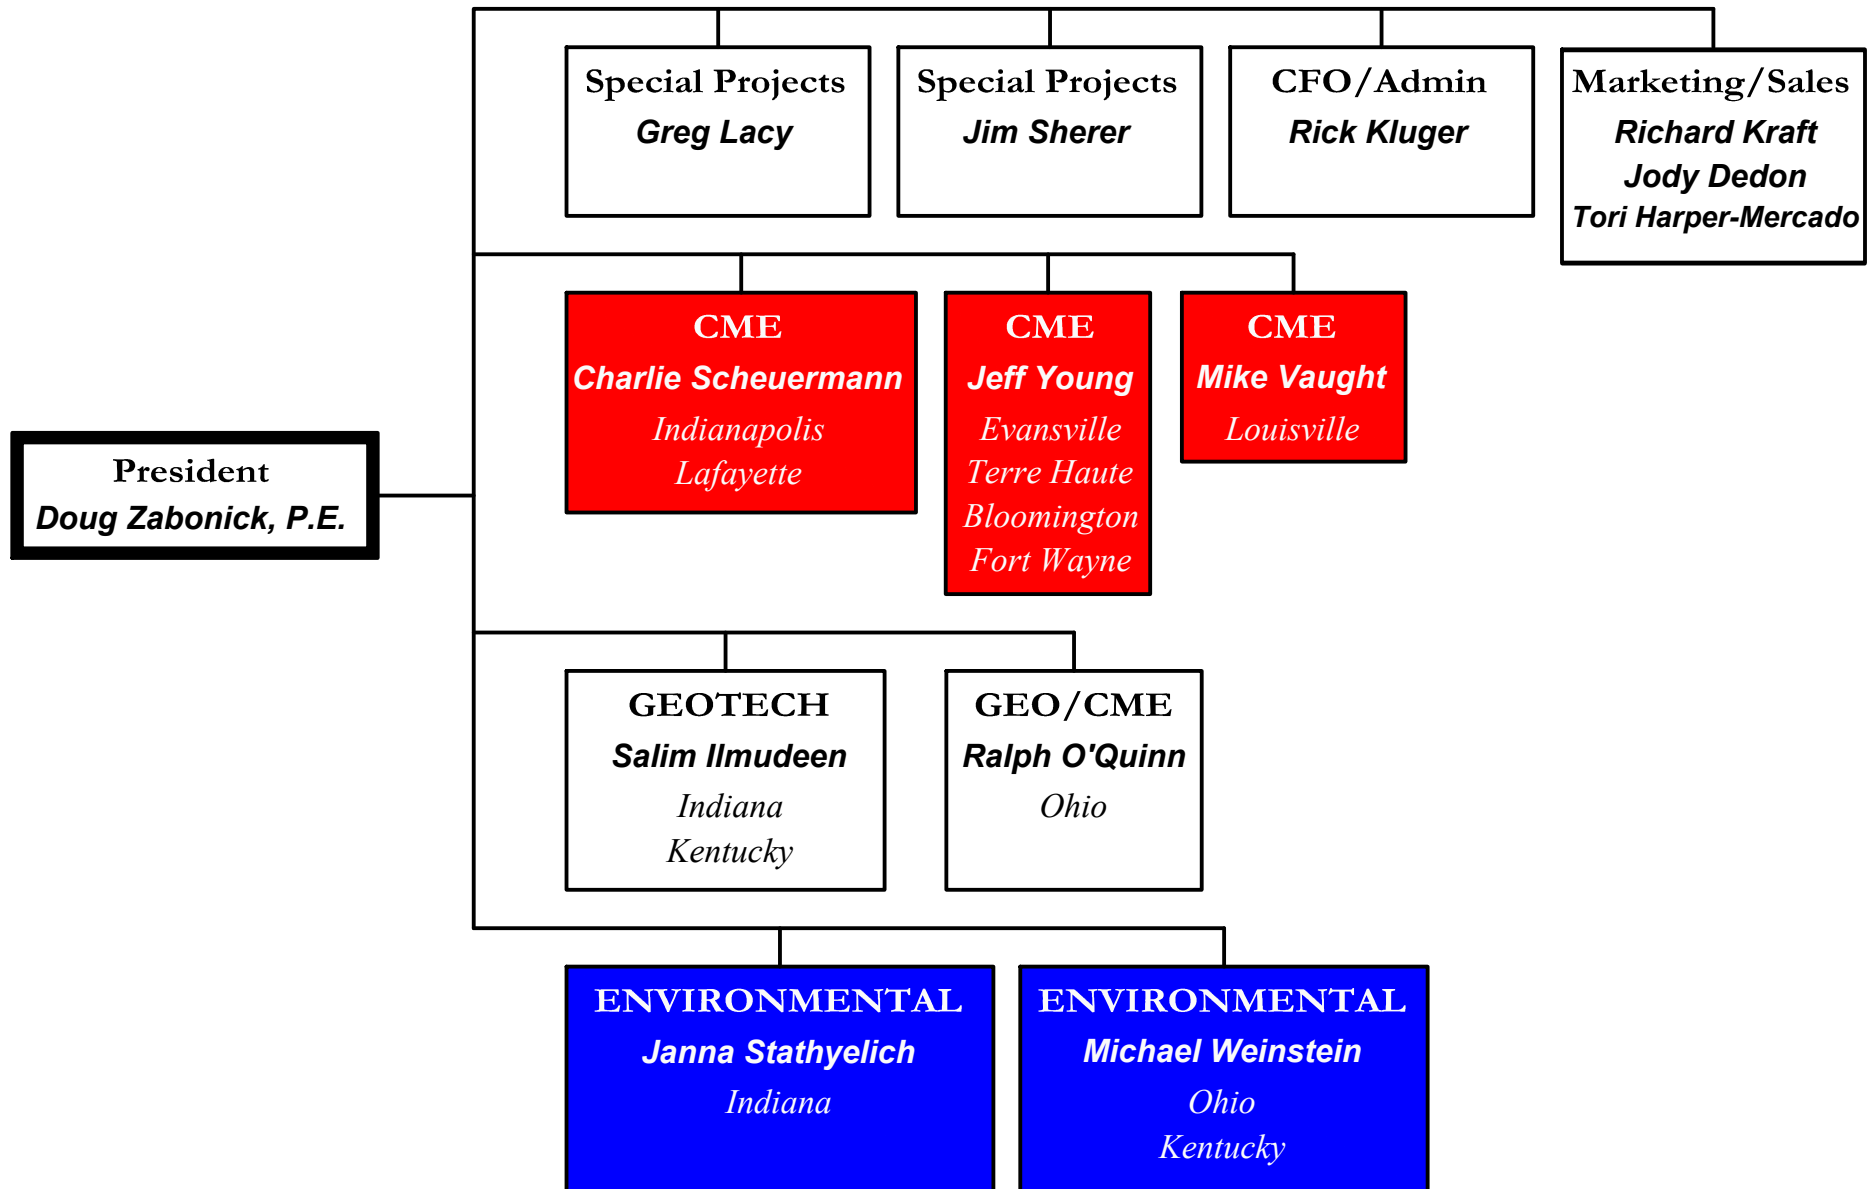 Special Projects
Greg Lacy
Special Projects
Jim Sherer
CFO/Admin
Rick Kluger
Marketing/Sales
Richard Kraft
Jody Dedon
Tori Harper-Mercado
CME
Charlie Scheuermann
Indianapolis
Lafayette
CME
Jeff Young
Evansville
Terre Haute
Bloomington
Fort Wayne
CME
Mike Vaught
Louisville
President
Doug Zabonick, P.E.
GEOTECH
Salim Ilmudeen
Indiana
Kentucky
GEO/CME
Ralph O'Quinn
Ohio
ENVIRONMENTAL
Janna Stathyelich
Indiana
ENVIRONMENTAL
Michael Weinstein
Ohio
Kentucky